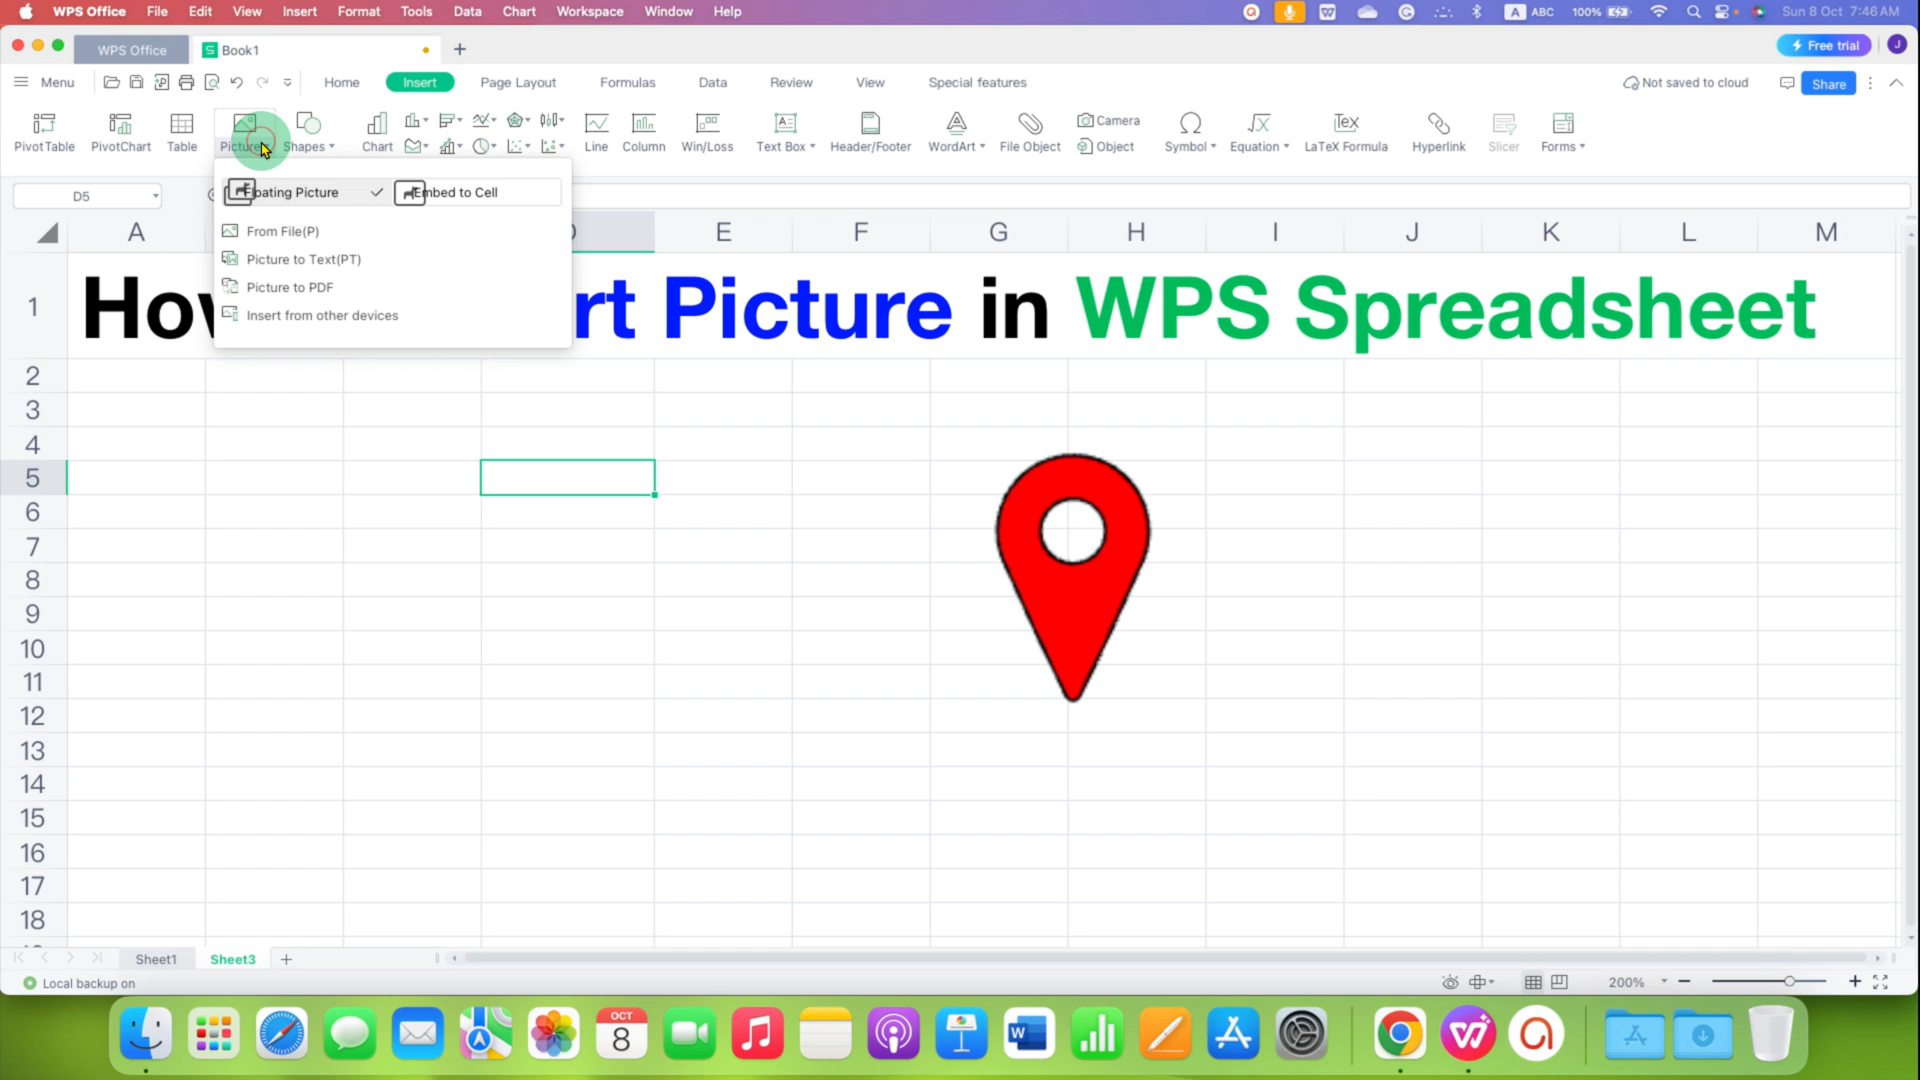 WPS Office File Edit View Insert Format Tools Data Chart Workspace Window Help A ABC 100% Sun 8 Oct 7:46 AM
WPS Office Book1 + Free trial J
Menu Home Insert Page Layout Formulas Data Review View Special features Not saved to cloud Share
Camera
PivotTable PivotChart Table Picture Shapes Chart Line Column Win/Loss Text Box Header/Footer WordArt File Object Object Symbol Equation LaTeX Formula Hyperlink Slicer Forms
D5
Floating Picture Embed to Cell
From File(P)
Picture to Text(PT)
Picture to PDF
Insert from other devices
A E F G H I J K L M
1 rt Picture in WPS Spreadsheet
2
3
4
5
6
7
8
9
10
11
12
13
14
15
16
17
18
Sheet1 Sheet3 +
Local backup on 200%
OCT
8